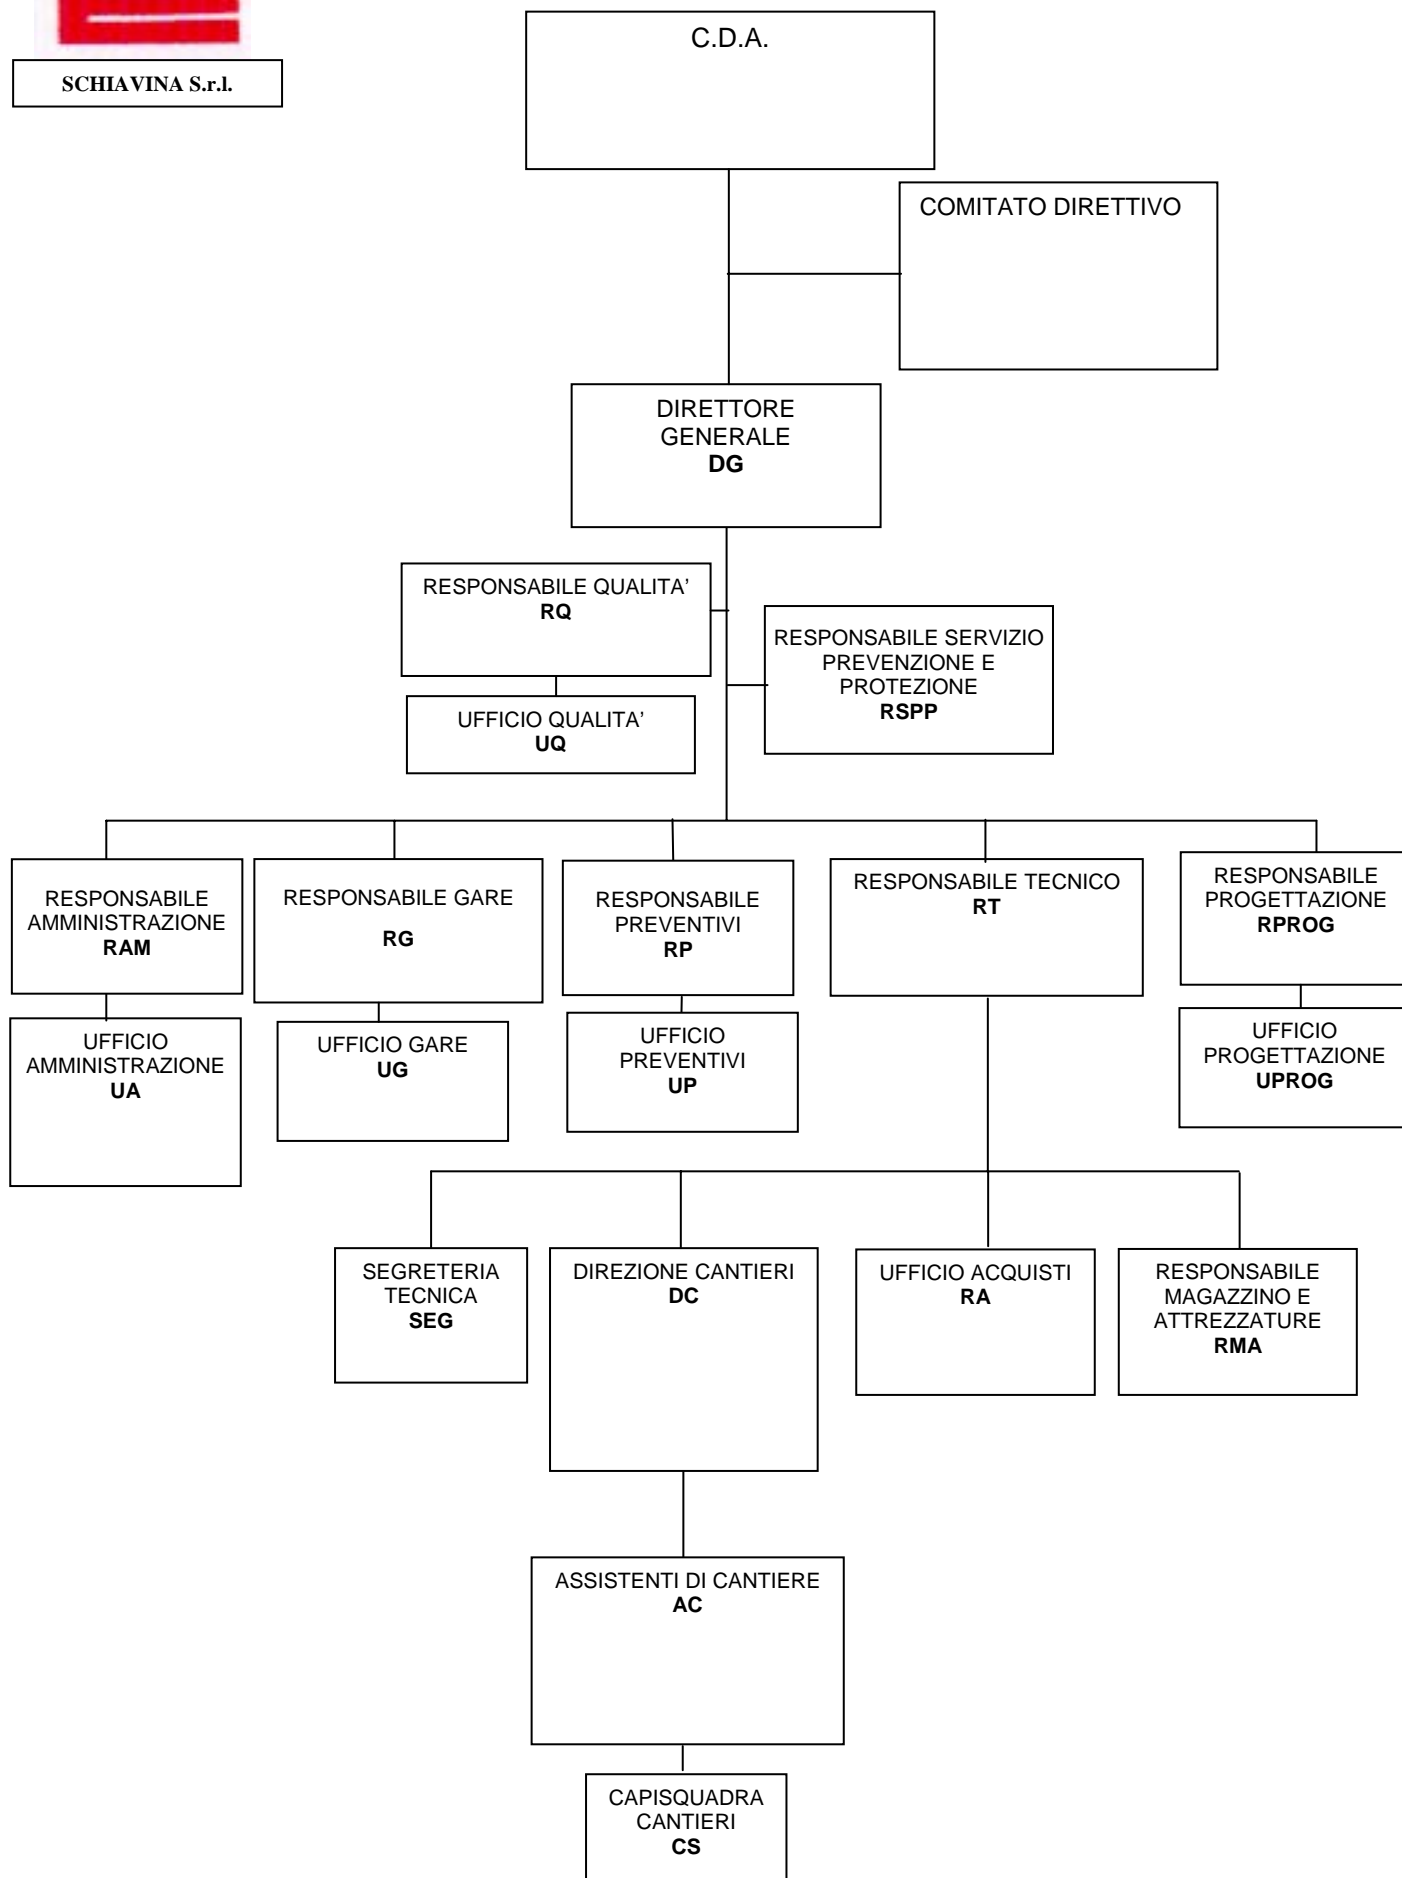 SCHIAVINA S.r.l.
C.D.A.
COMITATO DIRETTIVO
DIRETTORE
GENERALE
DG
RESPONSABILE QUALITA’
RQ
RESPONSABILE SERVIZIO
PREVENZIONE E
PROTEZIONE
RSPP
UFFICIO QUALITA’
UQ
RESPONSABILE
AMMINISTRAZIONE
RAM
RESPONSABILE GARE
RG
RESPONSABILE
PREVENTIVI
RP
RESPONSABILE TECNICO
RT
RESPONSABILE
PROGETTAZIONE
RPROG
UFFICIO
AMMINISTRAZIONE
UA
UFFICIO GARE
UG
UFFICIO
PREVENTIVI
UP
UFFICIO
PROGETTAZIONE
UPROG
SEGRETERIA
TECNICA
SEG
DIREZIONE CANTIERI
DC
UFFICIO ACQUISTI
RA
RESPONSABILE
MAGAZZINO E
ATTREZZATURE
RMA
ASSISTENTI DI CANTIERE
AC
CAPISQUADRA
CANTIERI
CS